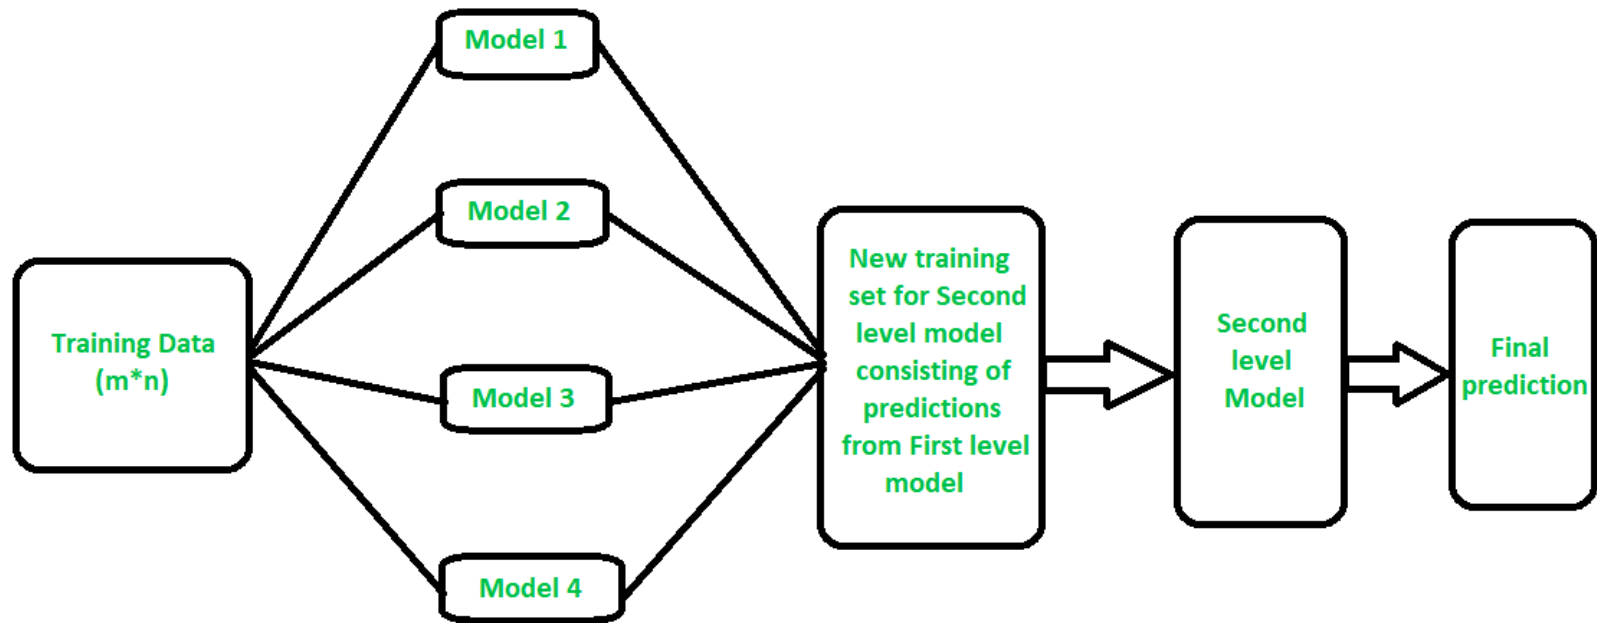 Model 1
Model 2
Training Data
(m*n)
Model 3
Model 4
New training
set for Second
level model
consisting of
predictions
from First level
model
Second
level
Model
Final
prediction